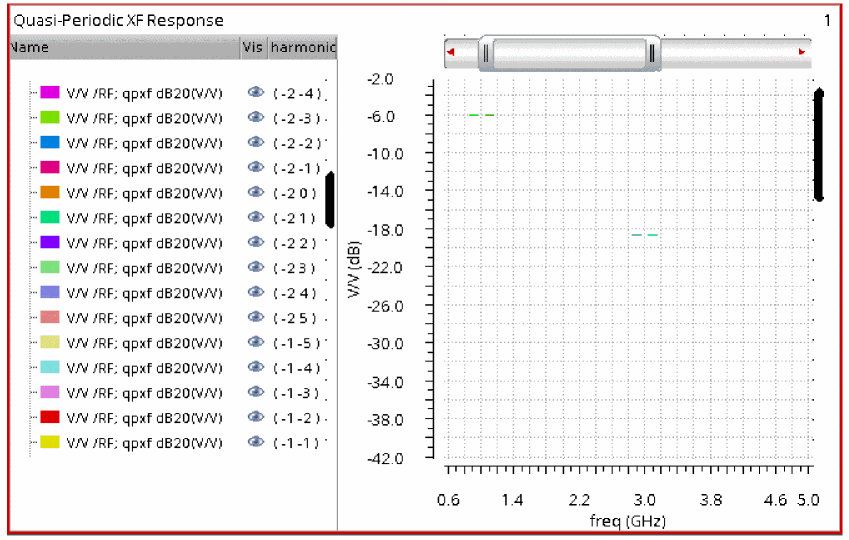 Quasi-Periodic XF Response 1
Name Vis harmonic
V/V /RF; qpxf dB20(V/V) (-2 -4)
V/V /RF; qpxf dB20(V/V) (-2 -3)
V/V /RF; qpxf dB20(V/V) (-2 -2)
V/V /RF; qpxf dB20(V/V) (-2 -1)
V/V /RF; qpxf dB20(V/V) (-2 0)
V/V /RF; qpxf dB20(V/V) (-2 1)
V/V /RF; qpxf dB20(V/V) (-2 2)
V/V /RF; qpxf dB20(V/V) (-2 3)
V/V /RF; qpxf dB20(V/V) (-2 4)
V/V /RF; qpxf dB20(V/V) (-2 5)
V/V /RF; qpxf dB20(V/V) (-1 -5)
V/V /RF; qpxf dB20(V/V) (-1 -4)
V/V /RF; qpxf dB20(V/V) (-1 -3)
V/V /RF; qpxf dB20(V/V) (-1 -2)
V/V /RF; qpxf dB20(V/V) (-1 -1)
V/V (dB)
-2.0
-6.0
-10.0
-14.0
-18.0
-22.0
-26.0
-30.0
-34.0
-38.0
-42.0
0.6 1.4 2.2 3.0 3.8 4.6 5.0
freq (GHz)